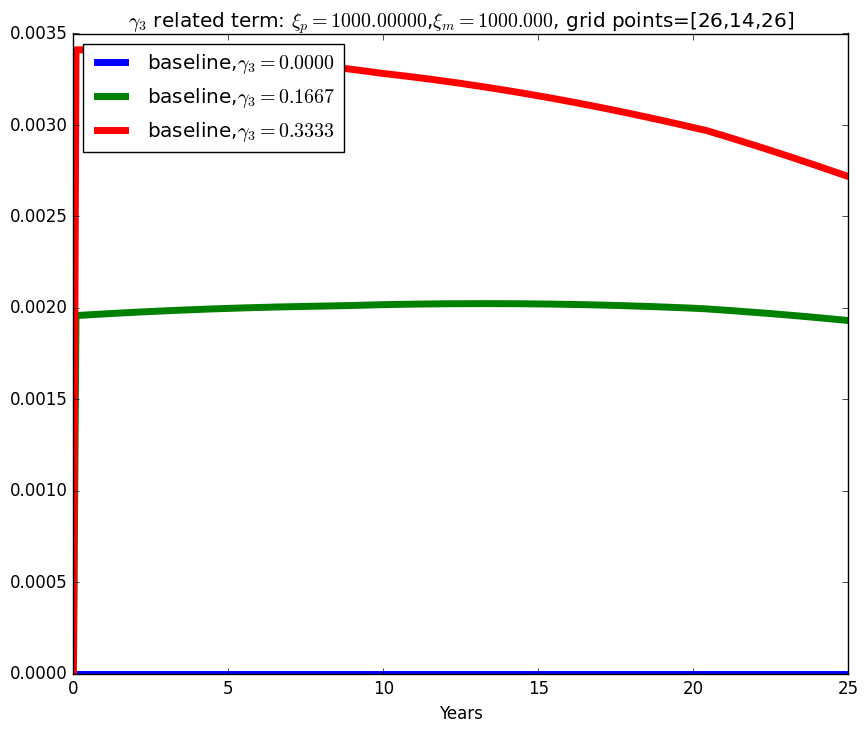 γ₃ related term: ξₚ = 1000.00000,ξₘ = 1000.000, grid points=[26,14,26]
0.0035
baseline,γ₃ = 0.0000
baseline,γ₃ = 0.1667
baseline,γ₃ = 0.3333
0.0030
0.0025
0.0020
0.0015
0.0010
0.0005
0.0000
0 5 10 15 20 25
Years